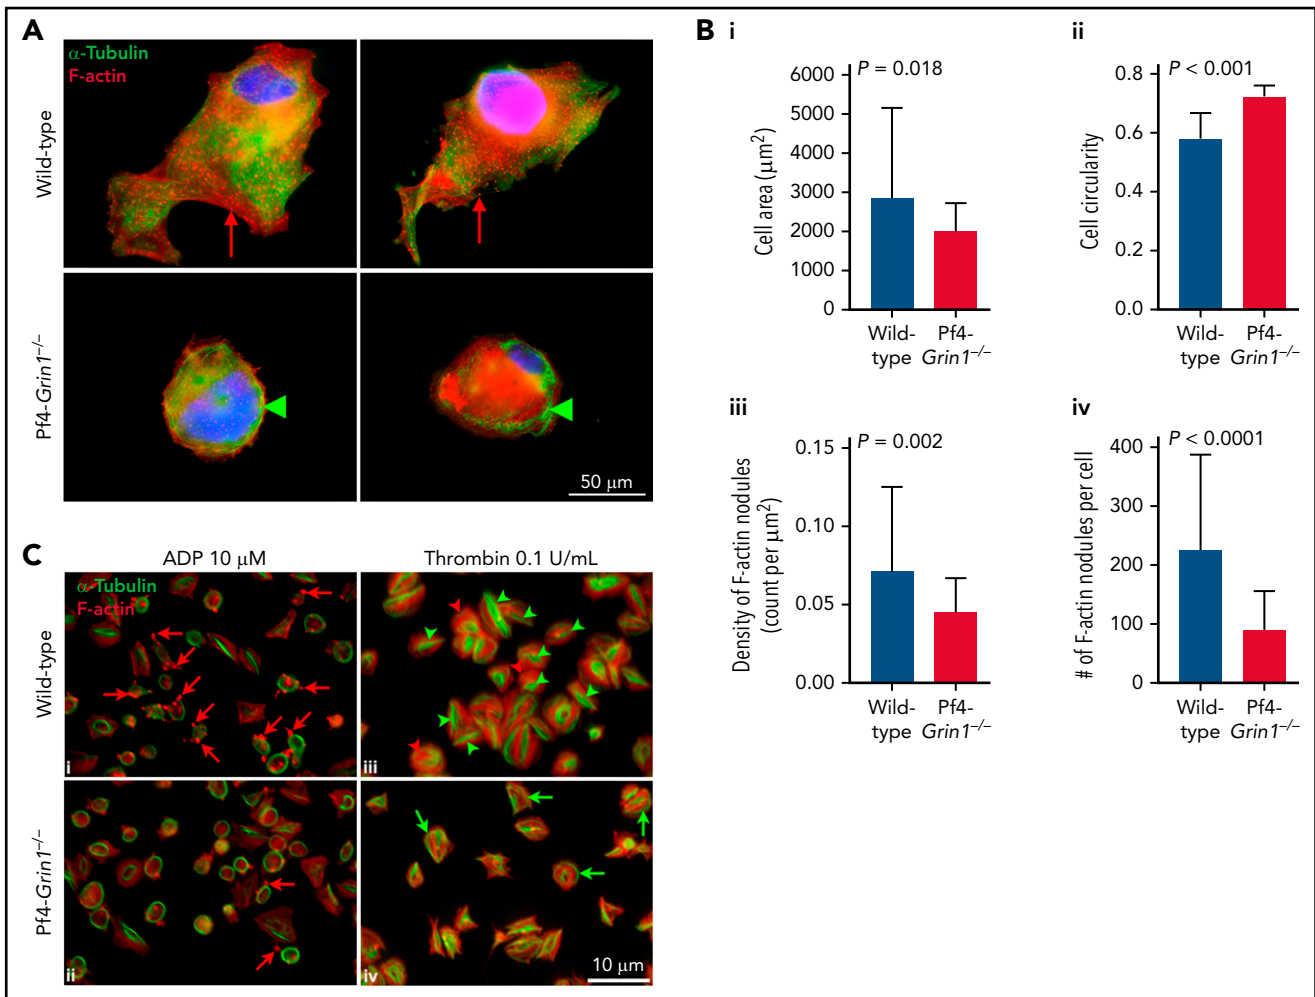 A
α-Tubulin
F-actin
Wild-type
Pf4-Grin1−/−
50 μm
B
i
P = 0.018
Cell area (μm2)
6000
5000
4000
3000
2000
1000
0
Wild-
type
Pf4-
Grin1−/−
ii
P < 0.001
Cell circularity
0.8
0.6
0.4
0.2
0.0
Wild-
type
Pf4-
Grin1−/−
iii
P = 0.002
Density of F-actin nodules
(count per μm2)
0.15
0.10
0.05
0.00
Wild-
type
Pf4-
Grin1−/−
iv
P < 0.0001
# of F-actin nodules per cell
400
300
200
100
0
Wild-
type
Pf4-
Grin1−/−
C
ADP 10 μM
Thrombin 0.1 U/mL
α-Tubulin
F-actin
Wild-type
i
iii
Pf4-Grin1−/−
ii
iv
10 μm